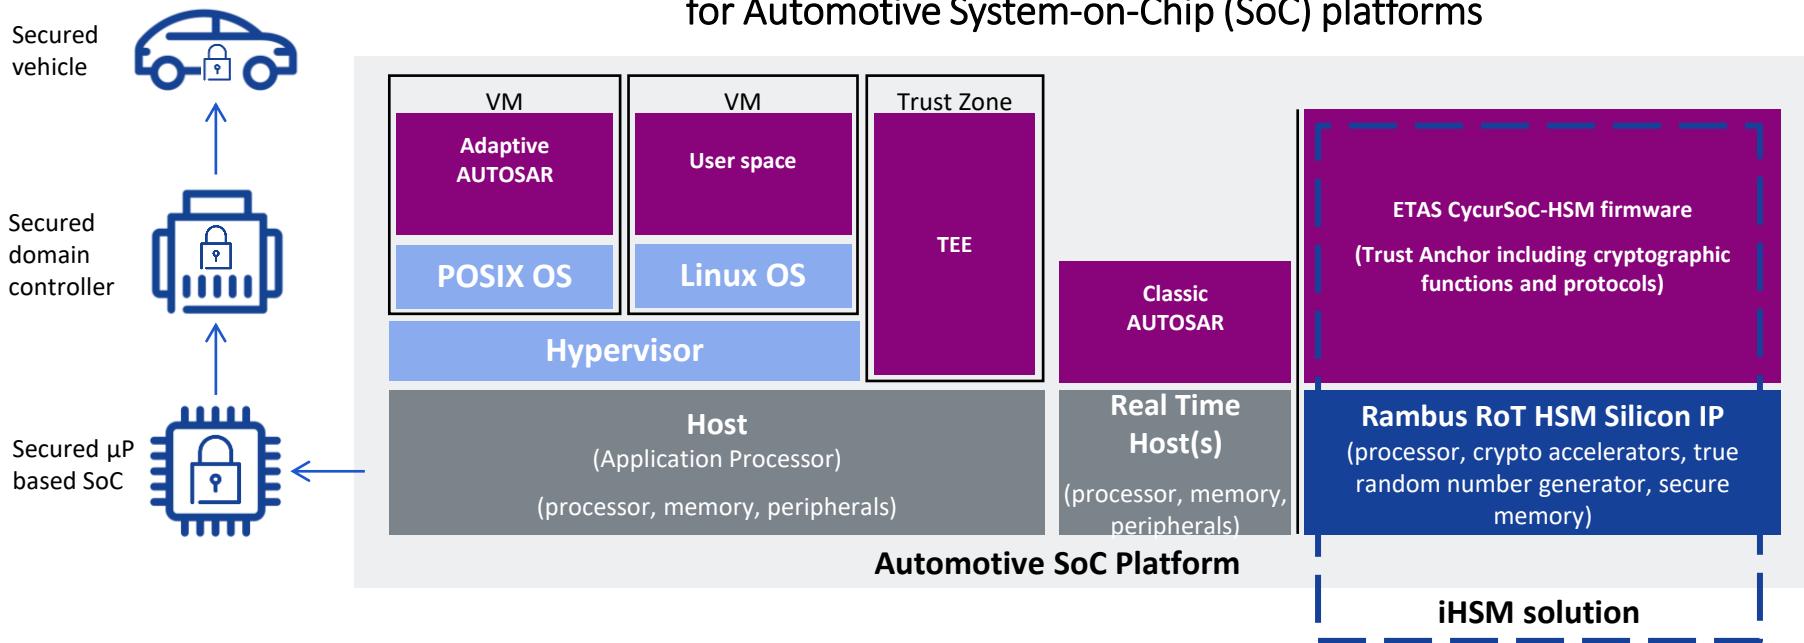 for Automotive System-on-Chip (SoC) platforms
Secured
vehicle
Secured
domain
controller
Secured µP
based SoC
VM
Adaptive
AUTOSAR
POSIX OS
VM
User space
Linux OS
Hypervisor
Trust Zone
TEE
Host
(Application Processor)
(processor, memory, peripherals)
Classic
AUTOSAR
Real Time
Host(s)
(processor, memory,
peripherals)
ETAS CycurSoC-HSM firmware
(Trust Anchor including cryptographic
functions and protocols)
Rambus RoT HSM Silicon IP
(processor, crypto accelerators, true
random number generator, secure
memory)
Automotive SoC Platform
iHSM solution